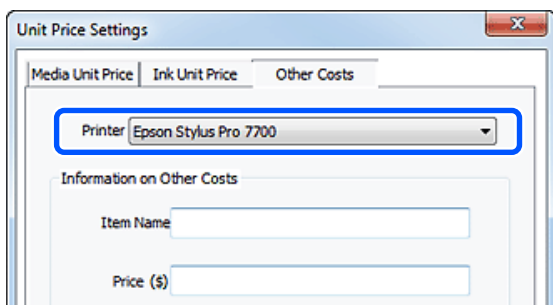 Unit Price Settings
Media Unit Price Ink Unit Price Other Costs
Printer Epson Stylus Pro 7700
Information on Other Costs
Item Name
Price ($)